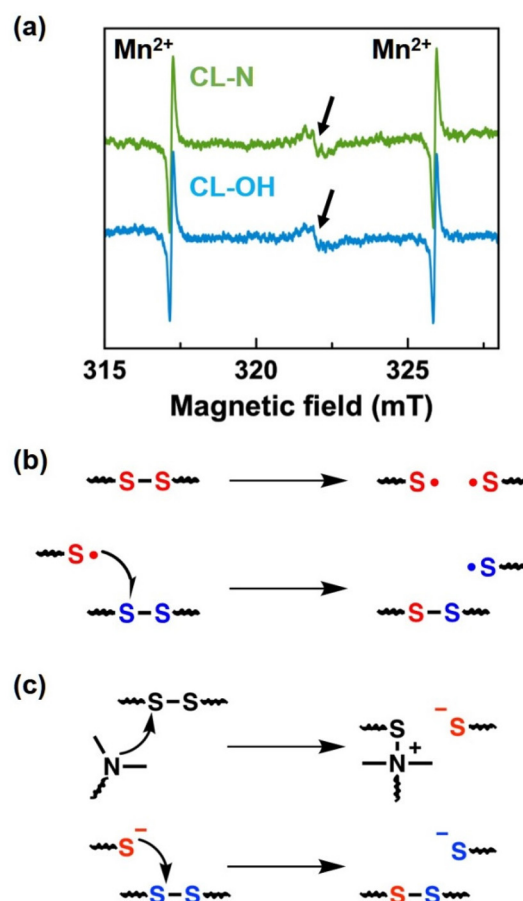 (a)
Mn²⁺ Mn²⁺
CL-N
CL-OH
315 320 325
Magnetic field (mT)
(b)
S–S S• •S
S• •S
S–S S–S
(c)
S–S S ⁻S
N N⁺
S⁻ ⁻S
S–S S–S